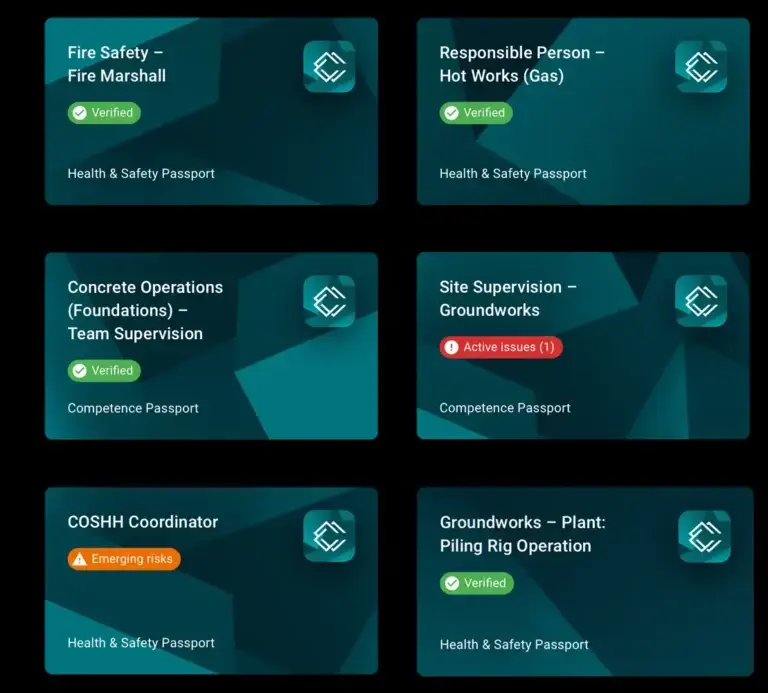 Fire Safety –
Fire Marshall
Verified
Health & Safety Passport
Responsible Person –
Hot Works (Gas)
Verified
Health & Safety Passport
Concrete Operations
(Foundations) –
Team Supervision
Verified
Competence Passport
Site Supervision –
Groundworks
Active issues (1)
Competence Passport
COSHH Coordinator
Emerging risks
Health & Safety Passport
Groundworks – Plant:
Piling Rig Operation
Verified
Health & Safety Passport